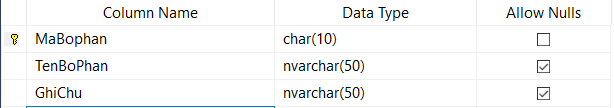 Column Name Data Type Allow Nulls
MaBophan char(10)
TenBoPhan nvarchar(50)
GhiChu nvarchar(50)